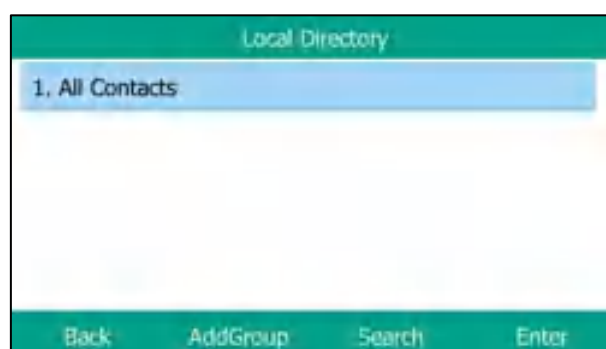 Local Directory
1. All Contacts
Back AddGroup Search Enter